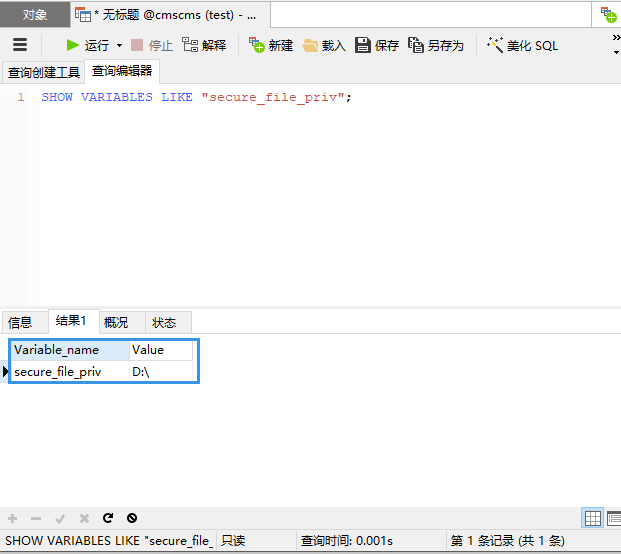 对象
* 无标题 @cmscms (test) - ...
运行 停止 解释 新建 载入 保存 另存为 美化 SQL
查询创建工具 查询编辑器
1 SHOW VARIABLES LIKE "secure_file_priv";
信息 结果1 概况 状态
Variable_name Value
secure_file_priv D:\
SHOW VARIABLES LIKE "secure_file_ 只读 查询时间: 0.001s 第 1 条记录 (共 1 条)